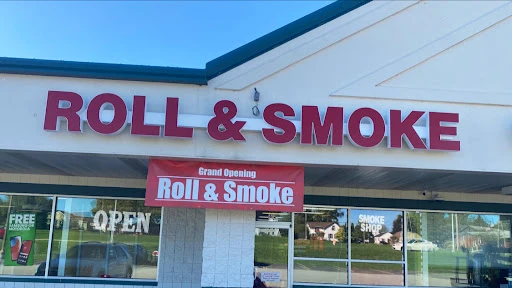 ROLL & SMOKE
Grand Opening
Roll & Smoke
FREE
OPEN
SMOKE
SHOP